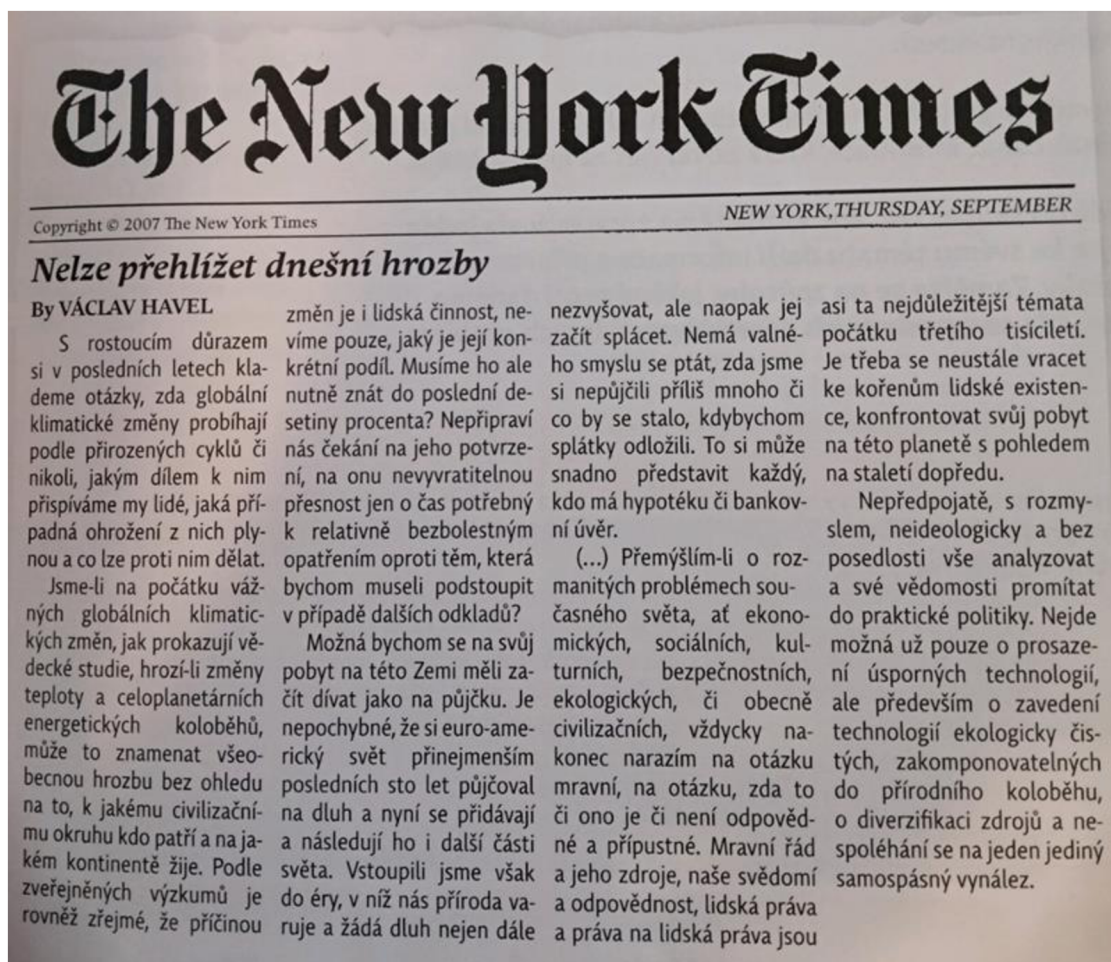 The New York Times
Copyright © 2007 The New York Times
NEW YORK, THURSDAY, SEPTEMBER
Nelze přehlížet dnešní hrozby
By VÁCLAV HAVEL
S rostoucím důrazem
si v posledních letech kla-
deme otázky, zda globální
klimatické změny probíhají
podle přirozených cyklů či
nikoli, jakým dílem k nim
přispíváme my lidé, jaká pří-
padná ohrožení z nich ply-
nou a co lze proti nim dělat.
Jsme-li na počátku váž-
ných globálních klimatic-
kých změn, jak prokazují vě-
decké studie, hrozí-li změny
teploty a celoplanetárních
energetických koloběhů,
může to znamenat všeo-
becnou hrozbu bez ohledu
na to, k jakému civilizační-
mu okruhu kdo patří a na ja-
kém kontinentě žije. Podle
zveřejněných výzkumů je
rovněž zřejmé, že příčinou
změn je i lidská činnost, ne-
víme pouze, jaký je její kon-
krétní podíl. Musíme ho ale
nutně znát do poslední de-
setiny procenta? Nepřipraví
nás čekání na jeho potvrze-
ní, na onu nevyvratitelnou
přesnost jen o čas potřebný
k relativně bezbolestným
opatřením oproti těm, která
bychom museli podstoupit
v případě dalších odkladů?
Možná bychom se na svůj
pobyt na této Zemi měli za-
čít dívat jako na půjčku. Je
nepochybné, že si euro-ame-
rický svět přinejmenším
posledních sto let půjčoval
na dluh a nyní se přidávají
a následují ho i další části
světa. Vstoupili jsme však
do éry, v níž nás příroda va-
ruje a žádá dluh nejen dále
nezvyšovat, ale naopak jej
začít splácet. Nemá valné-
ho smyslu se ptát, zda jsme
si nepůjčili příliš mnoho či
co by se stalo, kdybychom
splátky odložili. To si může
snadno představit každý,
kdo má hypotéku či bankov-
ní úvěr.
(...) Přemýšlím-li o roz-
manitých problémech sou-
časného světa, ať ekono-
mických, sociálních, kul-
turních, bezpečnostních,
ekologických, či obecně
civilizačních, vždycky na-
konec narazím na otázku
mravní, na otázku, zda to
či ono je či není odpověd-
né a přípustné. Mravní řád
a jeho zdroje, naše svědomí
a odpovědnost, lidská práva
a práva na lidská práva jsou
asi ta nejdůležitější témata
počátku třetího tisíciletí.
Je třeba se neustále vracet
ke kořenům lidské existen-
ce, konfrontovat svůj pobyt
na této planetě s pohledem
na staletí dopředu.
Nepředpojatě, s rozmy-
slem, neideologicky a bez
posedlosti vše analyzovat
a své vědomosti promítat
do praktické politiky. Nejde
možná už pouze o prosaze-
ní úsporných technologií,
ale především o zavedení
technologií ekologicky čis-
tých, zakomponovatelných
do přírodního koloběhu,
o diverzifikaci zdrojů a ne-
spoléhání se na jeden jediný
samospásný vynález.